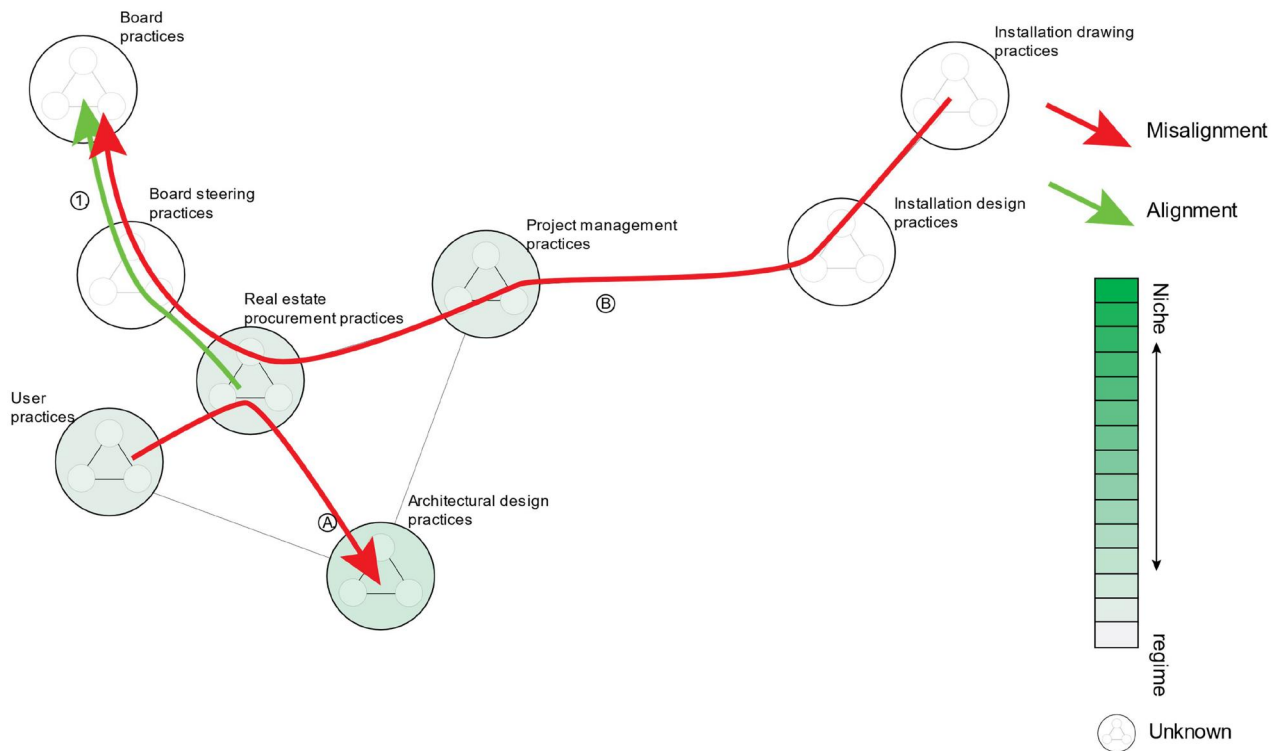 Board
practices
Installation drawing
practices
Misalignment
①
Board steering
practices
Installation design
practices
Alignment
Project management
practices
Ⓑ
Real estate
procurement practices
Niche
User
practices
Architectural design
practices
Ⓐ
regime
Unknown